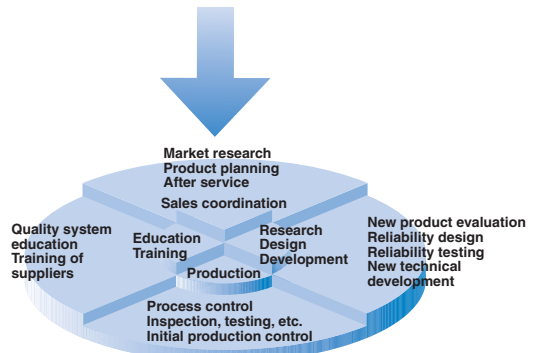 Market research
Product planning
After service
Sales coordination
Quality system
education
Training of
suppliers
Education
Training
Research
Design
Development
New product evaluation
Reliability design
Reliability testing
New technical
development
Production
Process control
Inspection, testing, etc.
Initial production control